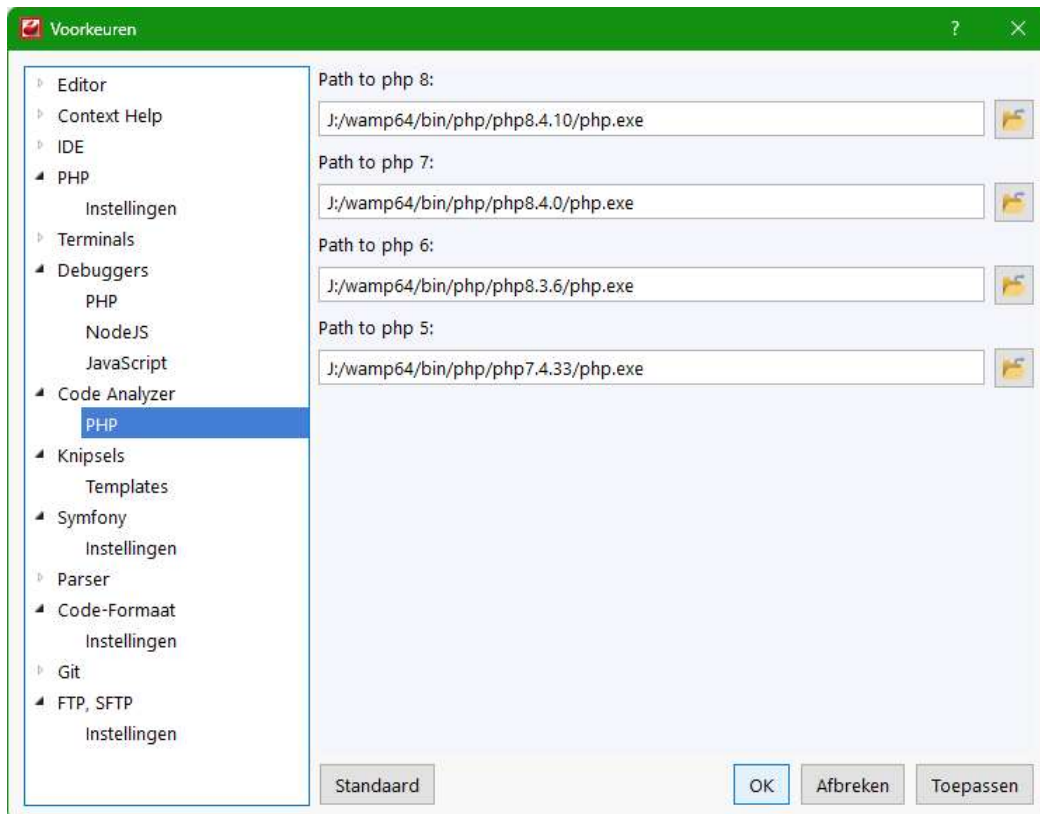 Voorkeuren
?
Editor
Context Help
IDE
PHP
Instellingen
Terminals
Debuggers
PHP
NodeJS
JavaScript
Code Analyzer
PHP
Knipsels
Templates
Symfony
Instellingen
Parser
Code-Formaat
Instellingen
Git
FTP, SFTP
Instellingen
Path to php 8:
J:/wamp64/bin/php/php8.4.10/php.exe
Path to php 7:
J:/wamp64/bin/php/php8.4.0/php.exe
Path to php 6:
J:/wamp64/bin/php/php8.3.6/php.exe
Path to php 5:
J:/wamp64/bin/php/php7.4.33/php.exe
Standaard
OK
Afbreken
Toepassen